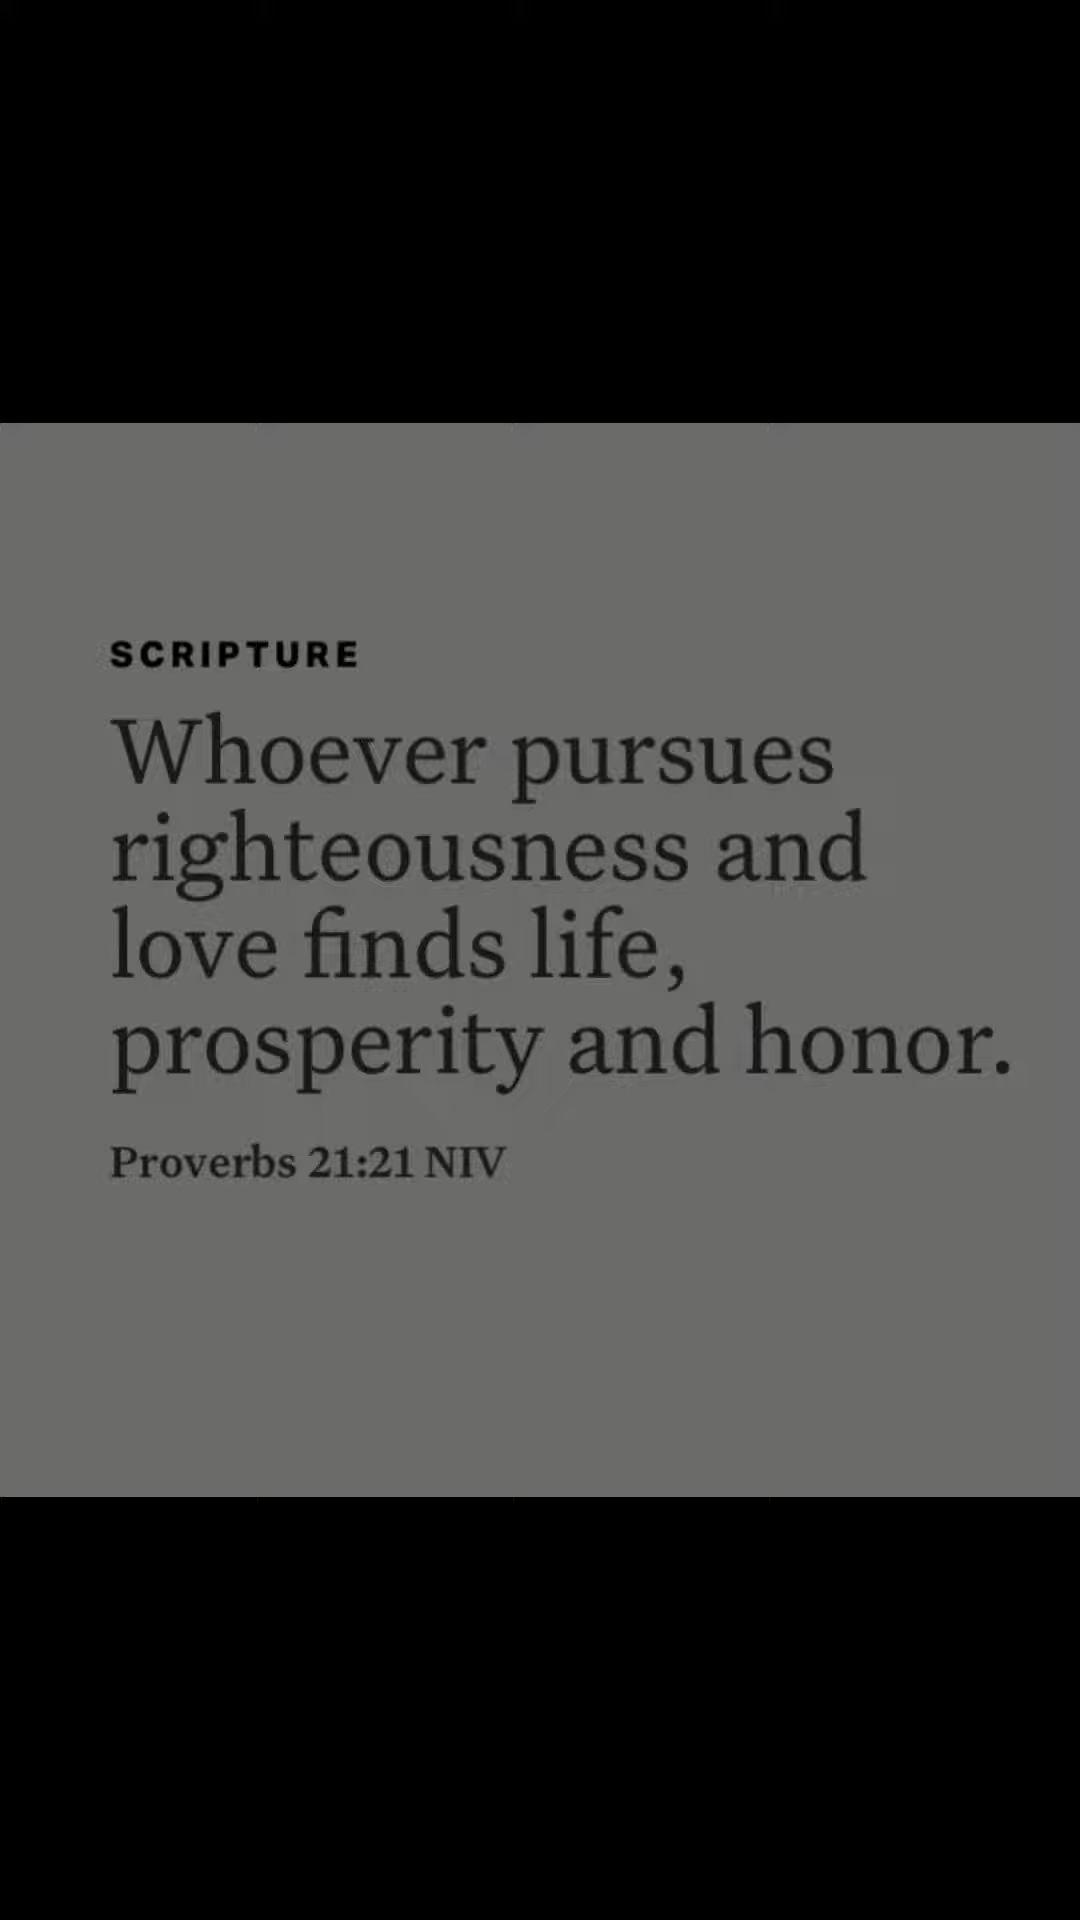 SCRIPTURE
Whoever pursues
righteousness and
love finds life,
prosperity and honor.
Proverbs 21:21 NIV